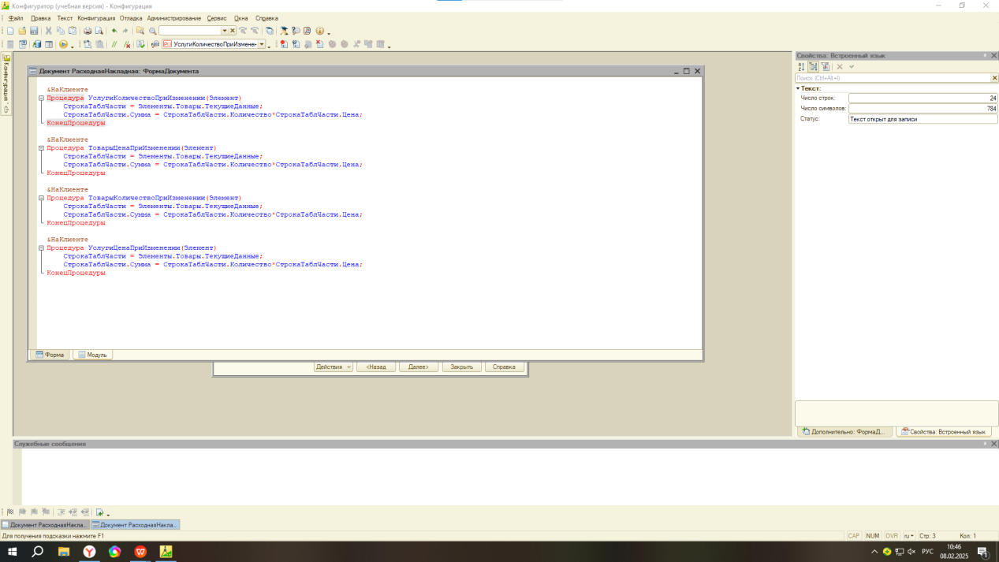 Конфигуратор (учебная версия) - Конфигурация
Файл Правка Текст Конфигурация Отладка Администрирование Сервис Окна Справка
УслугиКоличествоПриИзменен
Конфигурация
Документ РасходнаяНакладная: ФормаДокумента
&НаКлиенте
Процедура УслугиКоличествоПриИзменении(Элемент)
СтрокаТаблЧасти = Элементы.Товары.ТекущиеДанные;
СтрокаТаблЧасти.Сумма = СтрокаТаблЧасти.Количество*СтрокаТаблЧасти.Цена;
КонецПроцедуры
&НаКлиенте
Процедура ТоварыЦенаПриИзменении(Элемент)
СтрокаТаблЧасти = Элементы.Товары.ТекущиеДанные;
СтрокаТаблЧасти.Сумма = СтрокаТаблЧасти.Количество*СтрокаТаблЧасти.Цена;
КонецПроцедуры
&НаКлиенте
Процедура ТоварыКоличествоПриИзменении(Элемент)
СтрокаТаблЧасти = Элементы.Товары.ТекущиеДанные;
СтрокаТаблЧасти.Сумма = СтрокаТаблЧасти.Количество*СтрокаТаблЧасти.Цена;
КонецПроцедуры
&НаКлиенте
Процедура УслугиЦенаПриИзменении(Элемент)
СтрокаТаблЧасти = Элементы.Товары.ТекущиеДанные;
СтрокаТаблЧасти.Сумма = СтрокаТаблЧасти.Количество*СтрокаТаблЧасти.Цена;
КонецПроцедуры
Форма Модуль
Действия <Назад Далее> Закрыть Справка
Свойства: Встроенный язык
Поиск (Ctrl+Alt+I)
Текст:
Число строк: 24
Число символов: 784
Статус: Текст открыт для записи
Дополнительно: ФормаД... Свойства: Встроенный язык
Служебные сообщения
Документ РасходнаяНакла... Документ РасходнаяНакла...
Для получения подсказки нажмите F1 CAP NUM OVR ru Стр: 3 Кол: 1
РУС 10:46
08.02.2025
1